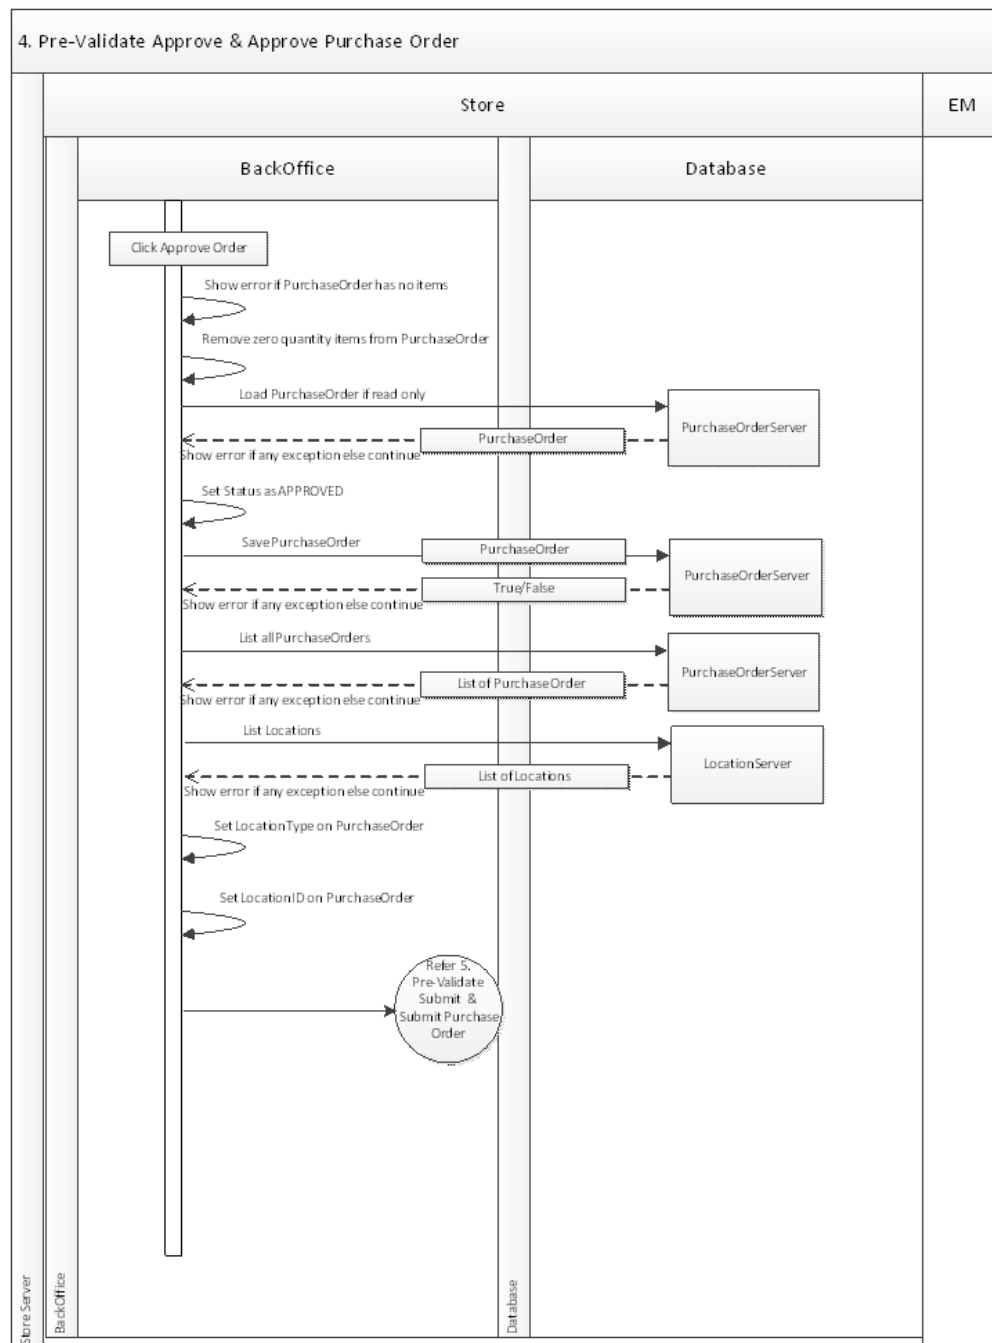 4. Pre-Validate Approve & Approve Purchase Order
Store
EM
BackOffice
Database
Click Approve Order
Show error if PurchaseOrder has no items
Remove zero quantity items from PurchaseOrder
Load PurchaseOrder if read only
PurchaseOrderServer
PurchaseOrder
Show error if any exception else continue
Set Status as APPROVED
Save PurchaseOrder
PurchaseOrder
PurchaseOrderServer
True/False
Show error if any exception else continue
List all PurchaseOrders
PurchaseOrderServer
List of PurchaseOrder
Show error if any exception else continue
List Locations
LocationServer
List of Locations
Show error if any exception else continue
Set LocationType on PurchaseOrder
Set LocationID on PurchaseOrder
Refer 5.
Pre-Validate
Submit &
Submit Purchase
Order
Store Server
BackOffice
Database